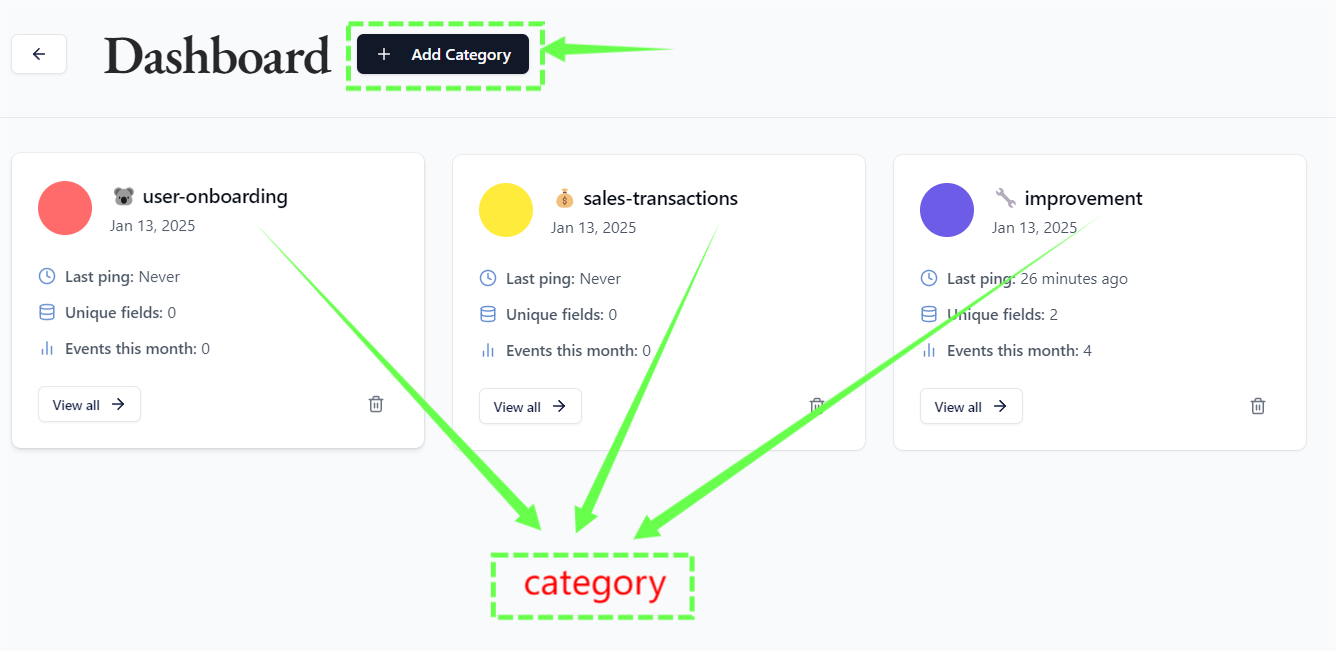 Dashboard
+ Add Category
user-onboarding
Jan 13, 2025
Last ping: Never
Unique fields: 0
Events this month: 0
View all
sales-transactions
Jan 13, 2025
Last ping: Never
Unique fields: 0
Events this month: 0
View all
improvement
Jan 13, 2025
Last ping: 26 minutes ago
Unique fields: 2
Events this month: 4
View all
category